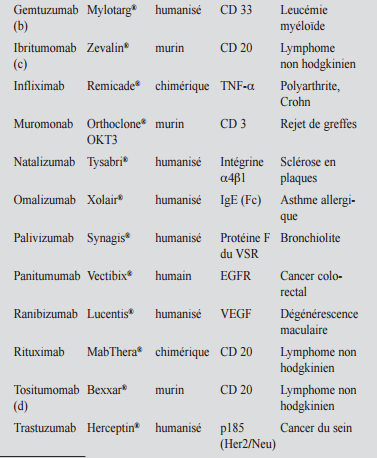 Gemtuzumab Mylotarg® humanisé CD 33 Leucémie
(b) myéloïde
Ibritumomab Zevalin® murin CD 20 Lymphome
(c) non hodgkinien
Infliximab Remicade® chimérique TNF-α Polyarthrite,
Crohn
Muromonab Orthoclone® murin CD 3 Rejet de greffes
OKT3
Natalizumab Tysabri® humanisé Intégrine Sclérose en
α4β1 plaques
Omalizumab Xolair® humanisé IgE (Fc) Asthme allergi-
que
Palivizumab Synagis® humanisé Protéine F Bronchiolite
du VSR
Panitumumab Vectibix® humain EGFR Cancer colo-
rectal
Ranibizumab Lucentis® humanisé VEGF Dégénérescence
maculaire
Rituximab MabThera® chimérique CD 20 Lymphome non
hodgkinien
Tositumomab Bexxar® murin CD 20 Lymphome non
(d) hodgkinien
Trastuzumab Herceptin® humanisé p185 Cancer du sein
(Her2/Neu)